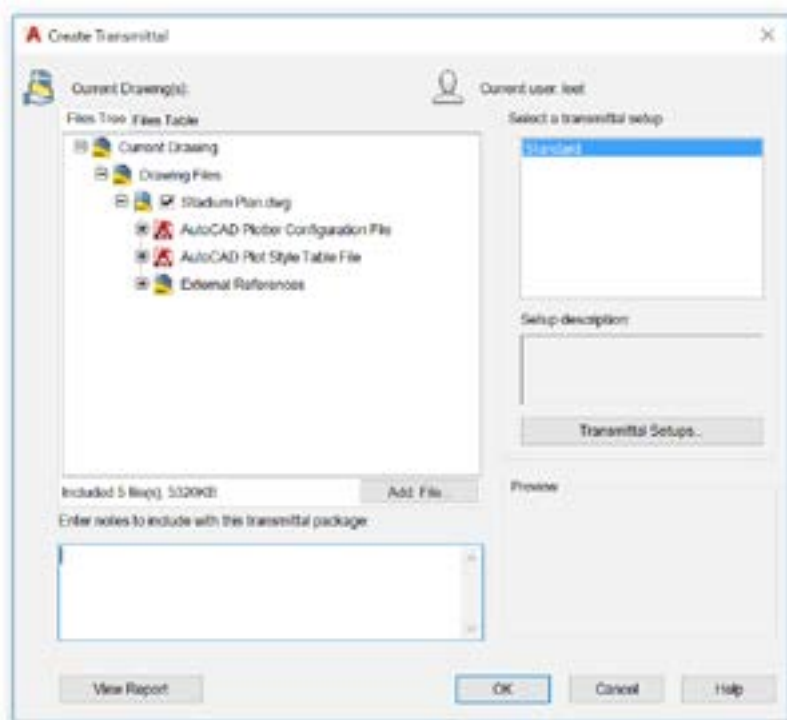 Create Transmittal
Current Drawing(s):
Current user: leet
Files Tree Files Table
Select a transmittal setup
Current Drawing
Standard
Drawing Files
Stadium Plan.dwg
AutoCAD Plotter Configuration File
AutoCAD Plot Style Table File
External References
Setup description:
Transmittal Setups...
Included 5 file(s), 5320KB
Add File...
Preview
Enter notes to include with this transmittal package:
View Report
OK
Cancel
Help